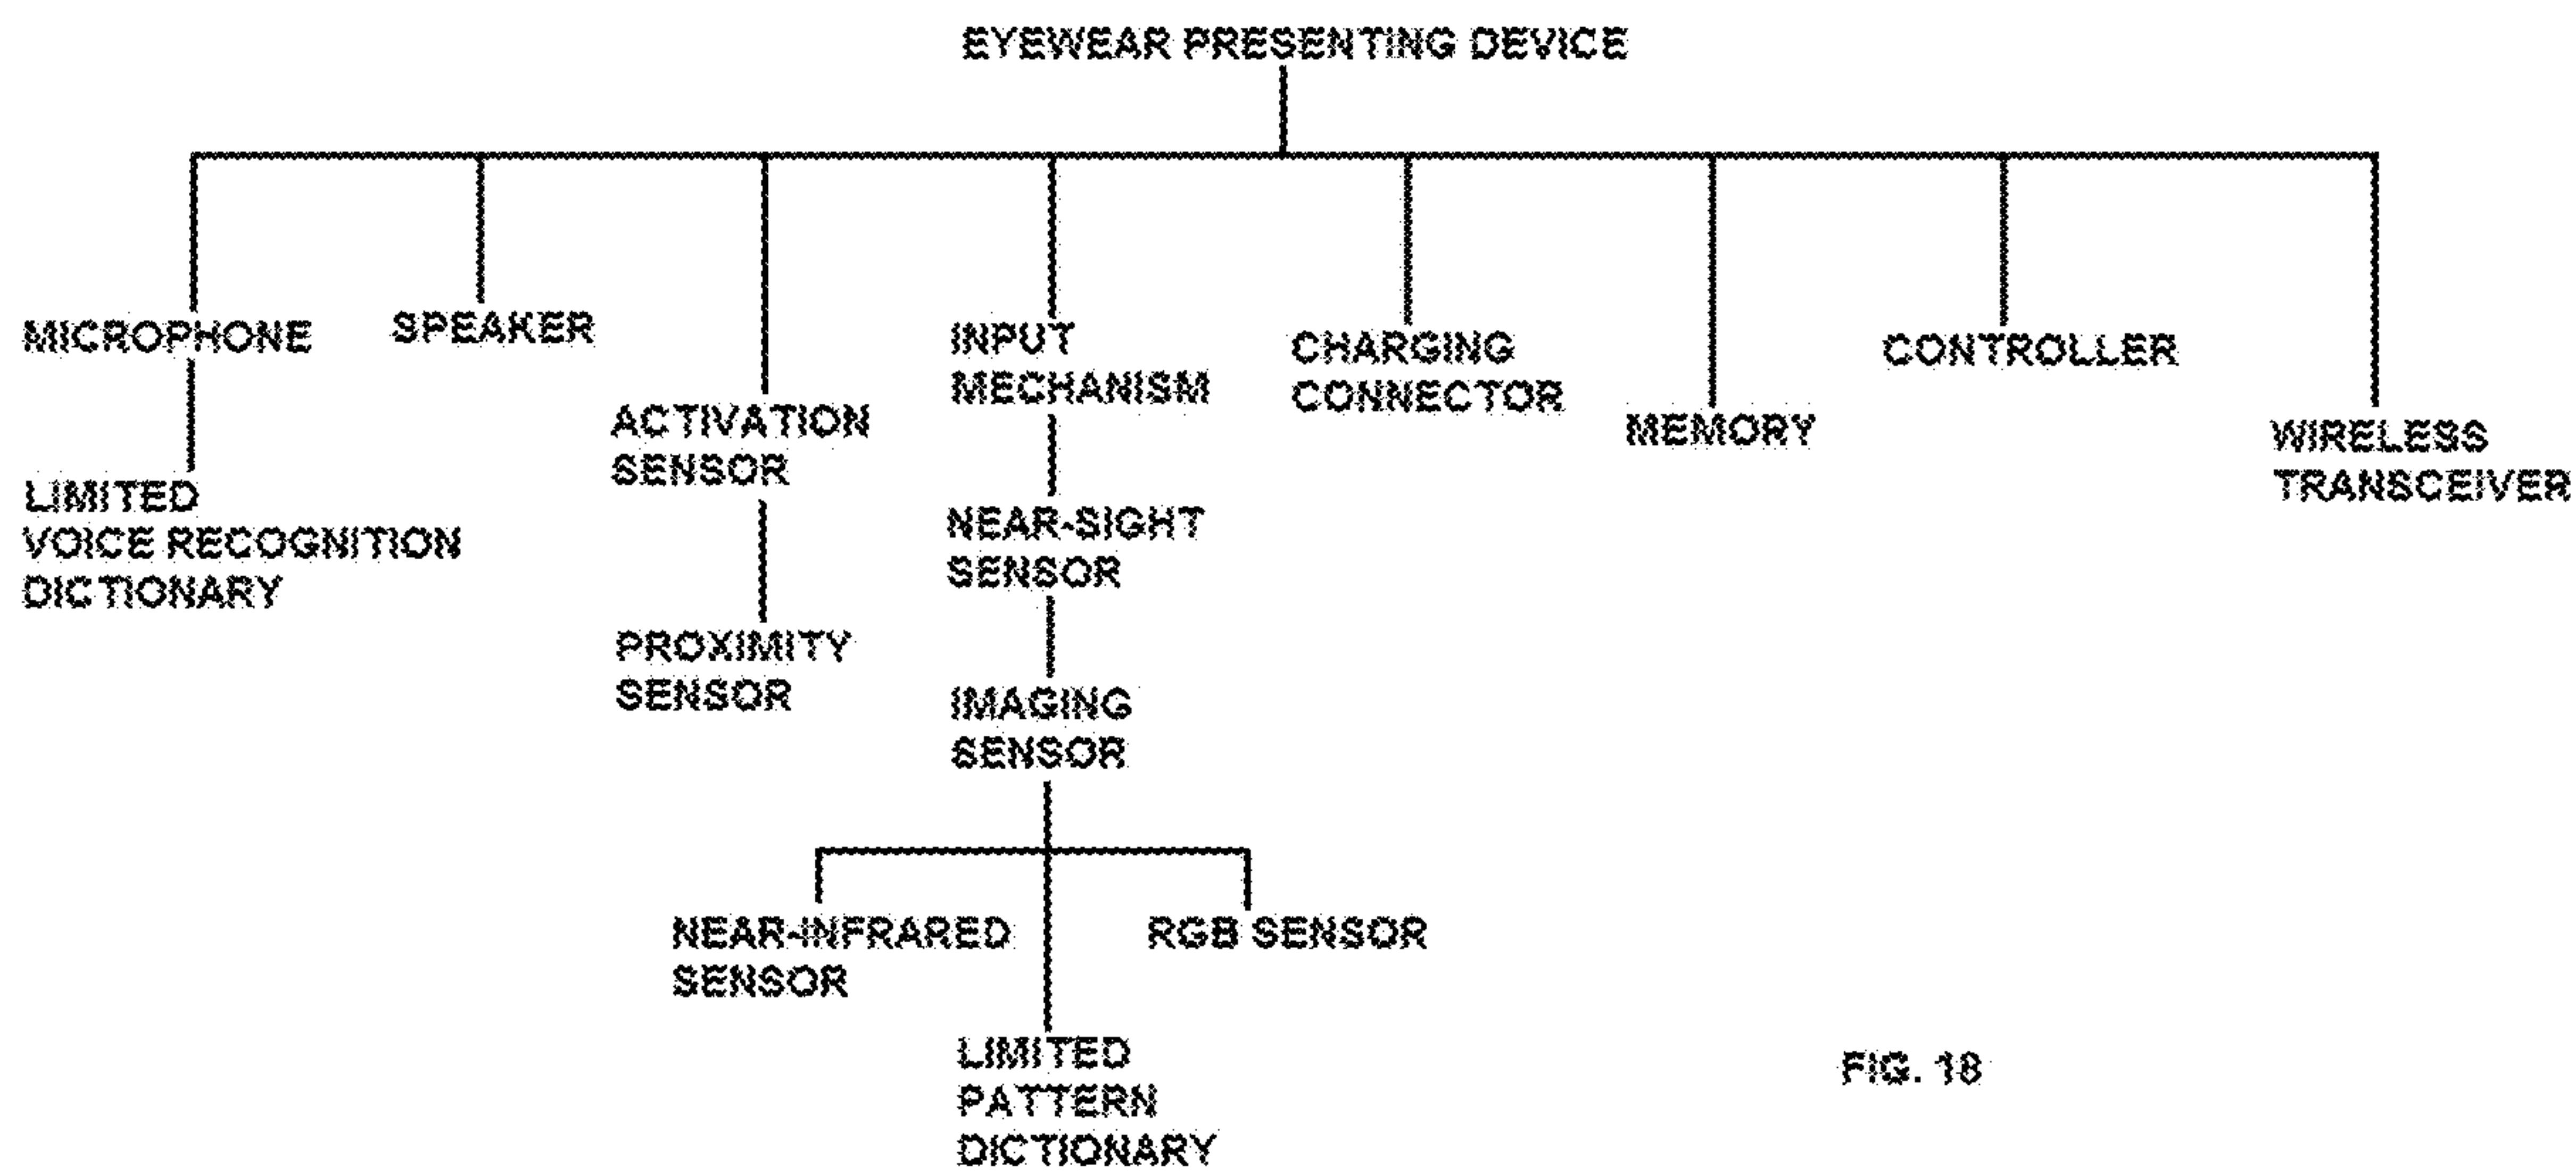 EYEWEAR PRESENTING DEVICE
MICROPHONE
SPEAKER
ACTIVATION
SENSOR
INPUT
MECHANISM
CHARGING
CONNECTOR
MEMORY
CONTROLLER
WIRELESS
TRANSCEIVER
LIMITED
VOICE RECOGNITION
DICTIONARY
PROXIMITY
SENSOR
NEAR-SIGHT
SENSOR
IMAGING
SENSOR
NEAR-INFRARED
SENSOR
RGB SENSOR
LIMITED
PATTERN
DICTIONARY
FIG. 18